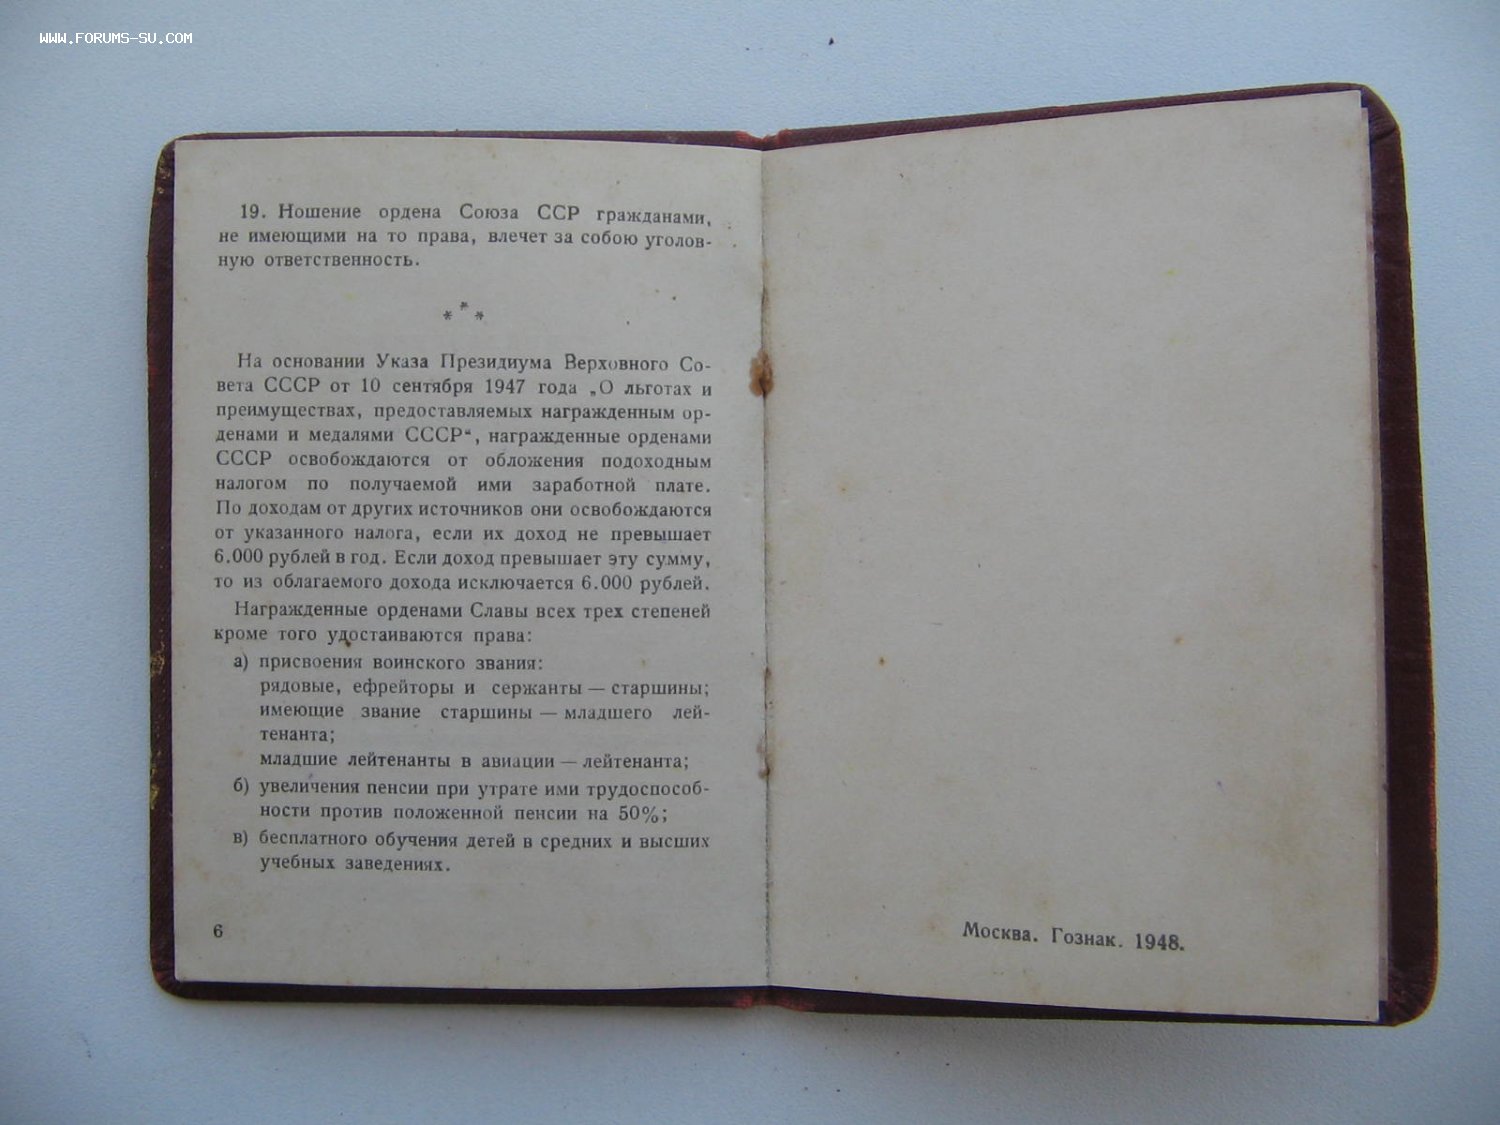 WWW.FORUMS-SU.COM
19. Ношение ордена Союза ССР гражданами,
не имеющими на то права, влечет за собою уголов-
ную ответственность.
* * *
На основании Указа Президиума Верховного Со-
вета СССР от 10 сентября 1947 года „О льготах и
преимуществах, предоставляемых награжденным ор-
денами и медалями СССР“, награжденные орденами
СССР освобождаются от обложения подоходным
налогом по получаемой ими заработной плате.
По доходам от других источников они освобождаются
от указанного налога, если их доход не превышает
6.000 рублей в год. Если доход превышает эту сумму,
то из облагаемого дохода исключается 6.000 рублей.
Награжденные орденами Славы всех трех степеней
кроме того удостаиваются права:
а) присвоения воинского звания:
рядовые, ефрейторы и сержанты — старшины;
имеющие звание старшины — младшего лей-
тенанта;
младшие лейтенанты в авиации — лейтенанта;
б) увеличения пенсии при утрате ими трудоспособ-
ности против положенной пенсии на 50%;
в) бесплатного обучения детей в средних и высших
учебных заведениях.
6
Москва. Гознак. 1948.